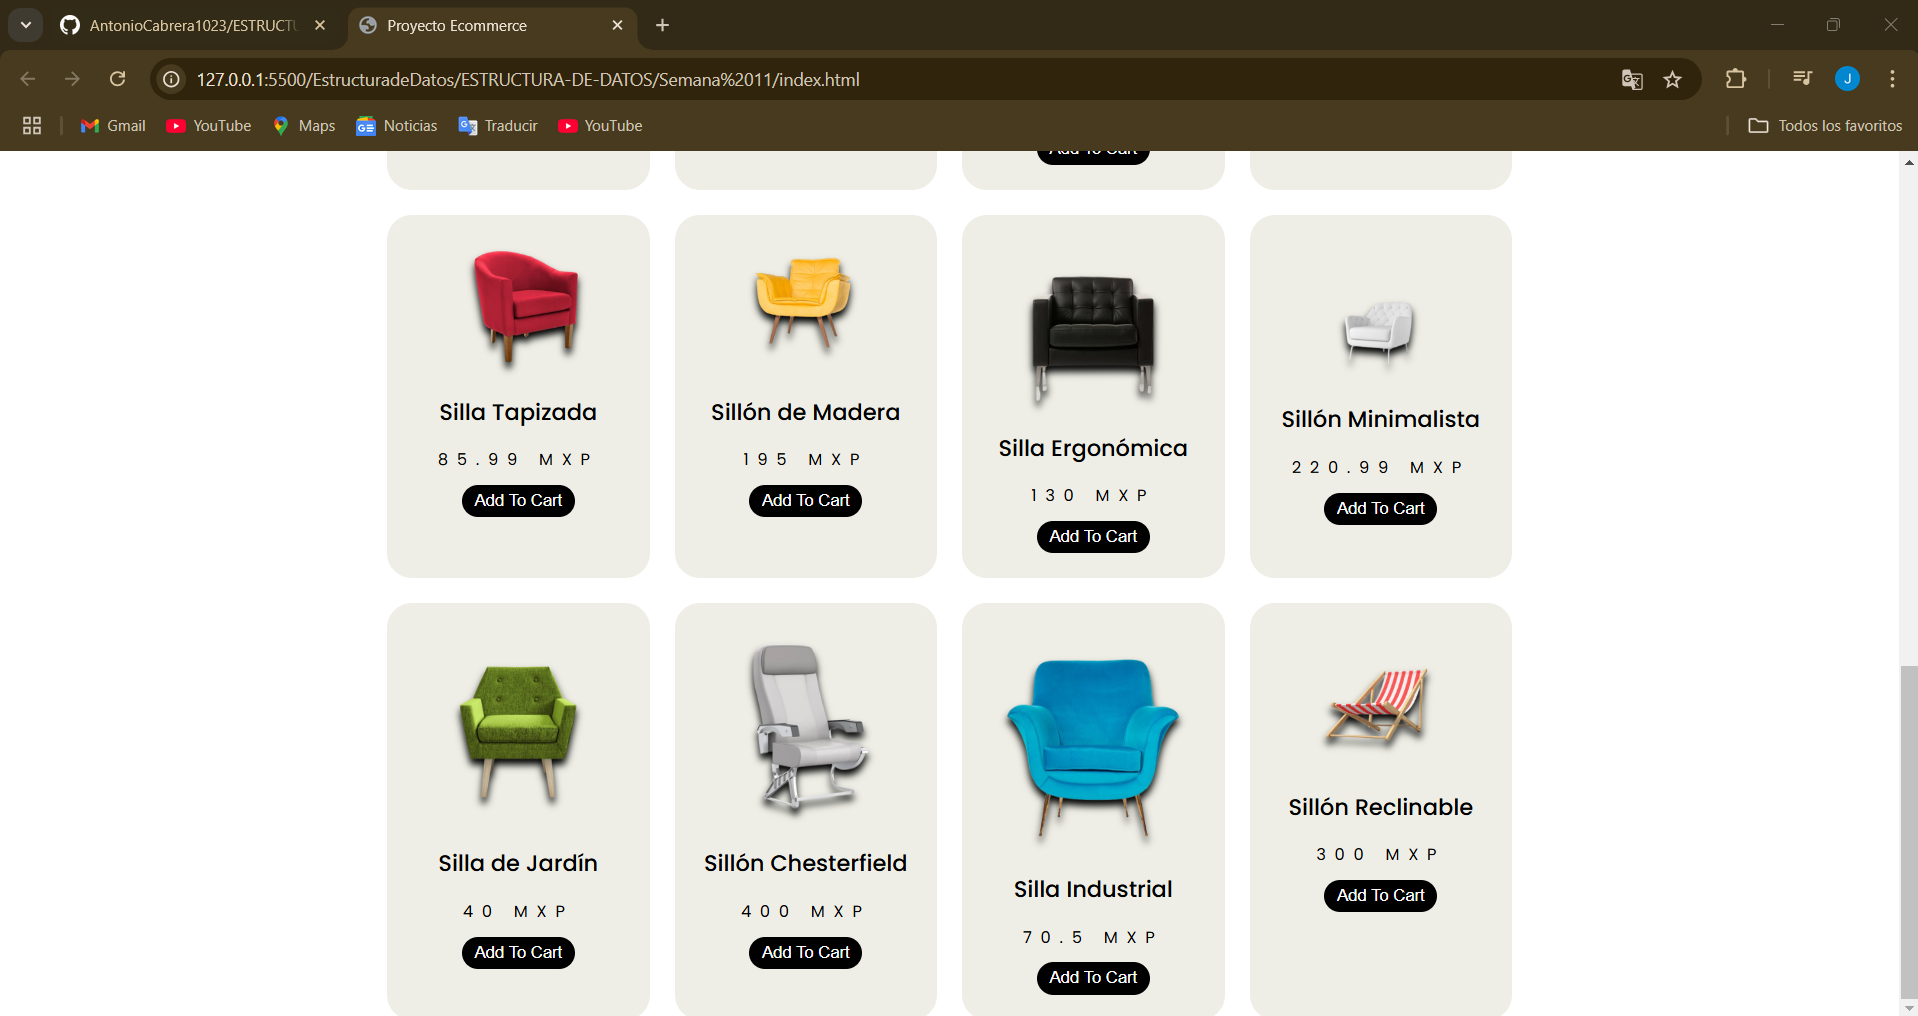 AntonioCabrera1023/ESTRUCTU
Proyecto Ecommerce
127.0.0.1:5500/EstructuradeDatos/ESTRUCTURA-DE-DATOS/Semana%2011/index.html
J
Gmail
YouTube
Maps
Noticias
Traducir
YouTube
Todos los favoritos
Add To Cart
Silla Tapizada
85.99 MXP
Add To Cart
Sillón de Madera
195 MXP
Add To Cart
Silla Ergonómica
130 MXP
Add To Cart
Sillón Minimalista
220.99 MXP
Add To Cart
Silla de Jardín
40 MXP
Add To Cart
Sillón Chesterfield
400 MXP
Add To Cart
Silla Industrial
70.5 MXP
Add To Cart
Sillón Reclinable
300 MXP
Add To Cart